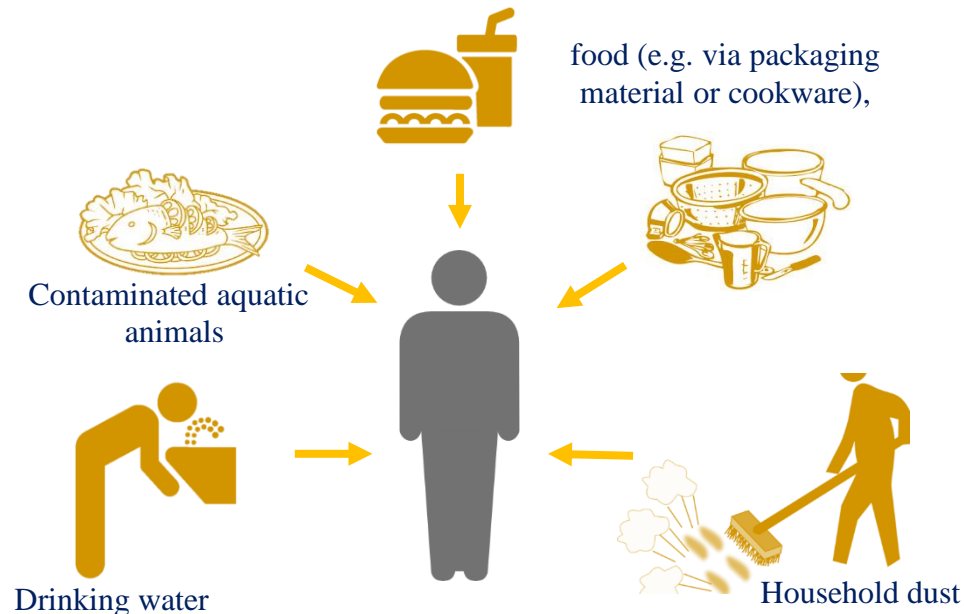 food (e.g. via packaging
material or cookware),
Contaminated aquatic
animals
Drinking water
Household dust